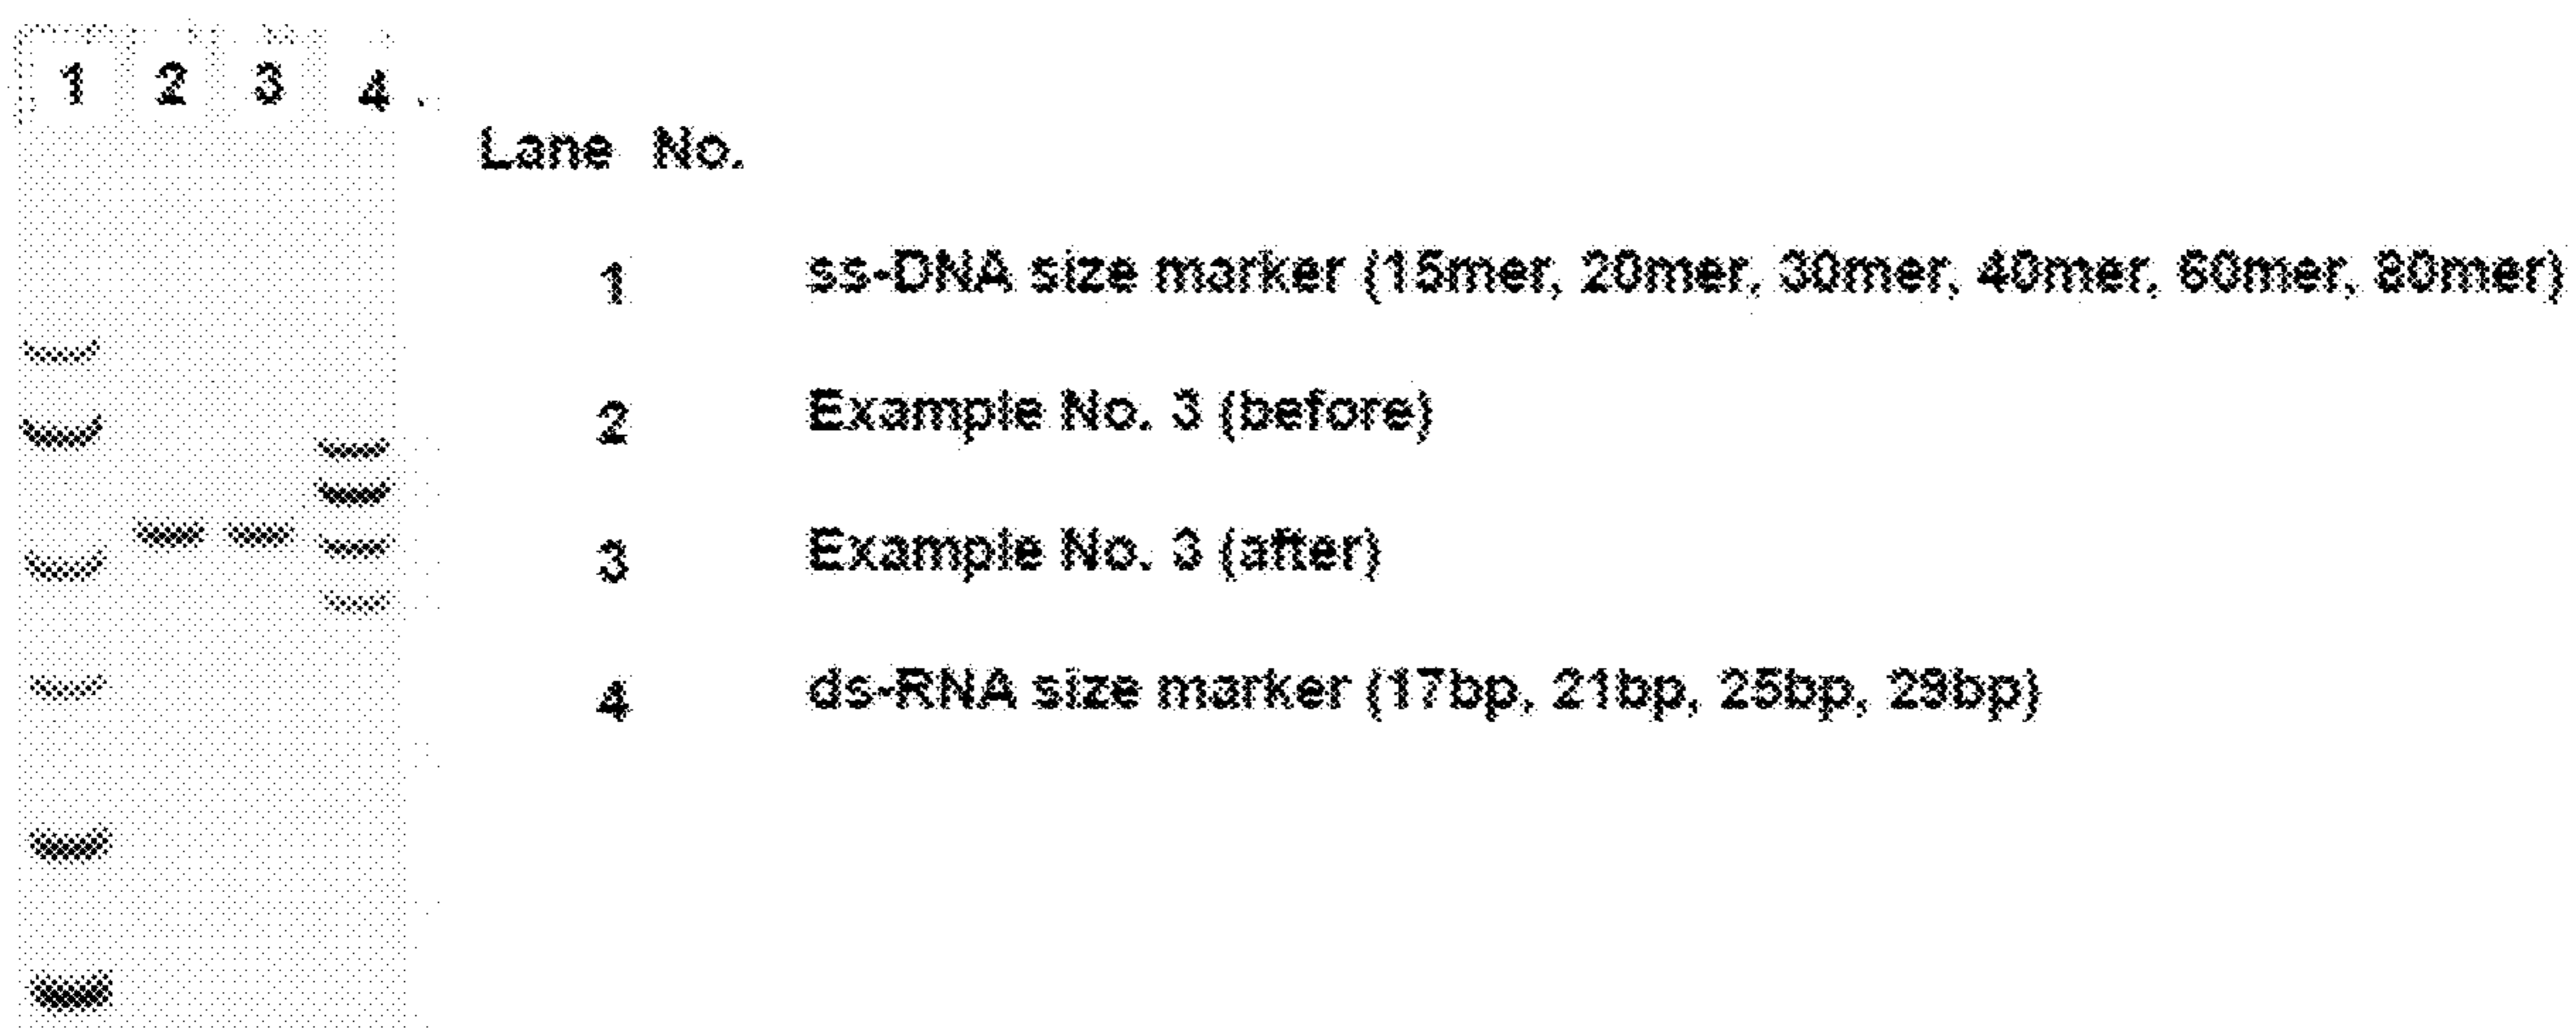 1 2 3 4
Lane No.
1 ss-DNA size marker (15mer, 20mer, 30mer, 40mer, 60mer, 80mer)
2 Example No. 3 (before)
3 Example No. 3 (after)
4 ds-RNA size marker (17bp, 21bp, 25bp, 29bp)